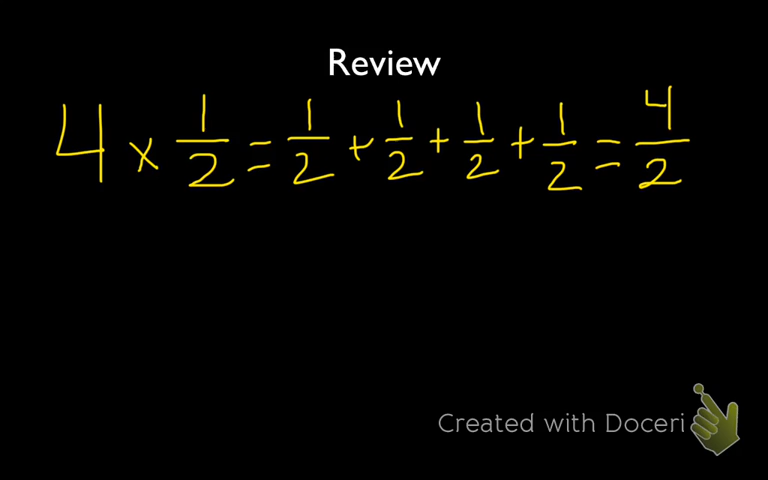 Review
4 × 1/2 = 1/2 + 1/2 + 1/2 + 1/2 = 4/2
Created with Doceri